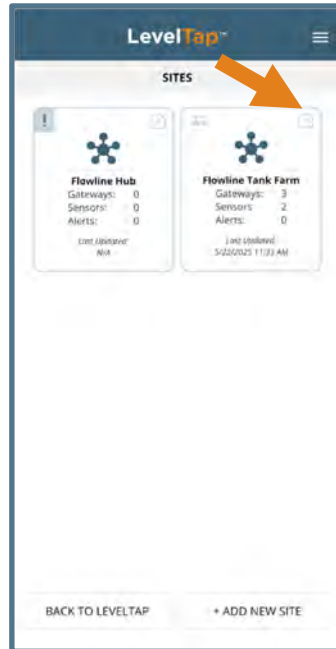 LevelTap™
SITES
!
Flowline Hub
Gateways: 0
Sensors: 0
Alerts: 0
Last Updated:
N/A
Flowline Tank Farm
Gateways: 3
Sensors 2
Alerts: 0
Last Updated:
5/22/2025 11:33 AM
BACK TO LEVELTAP
+ ADD NEW SITE